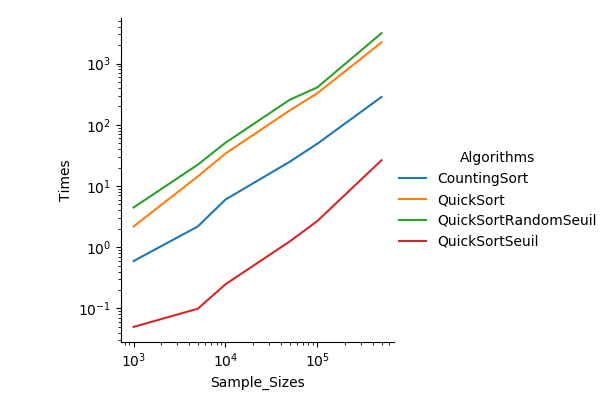 10³
10²
10¹
10⁰
10⁻¹
Times
10³ 10⁴ 10⁵
Sample_Sizes
Algorithms
CountingSort
QuickSort
QuickSortRandomSeuil
QuickSortSeuil